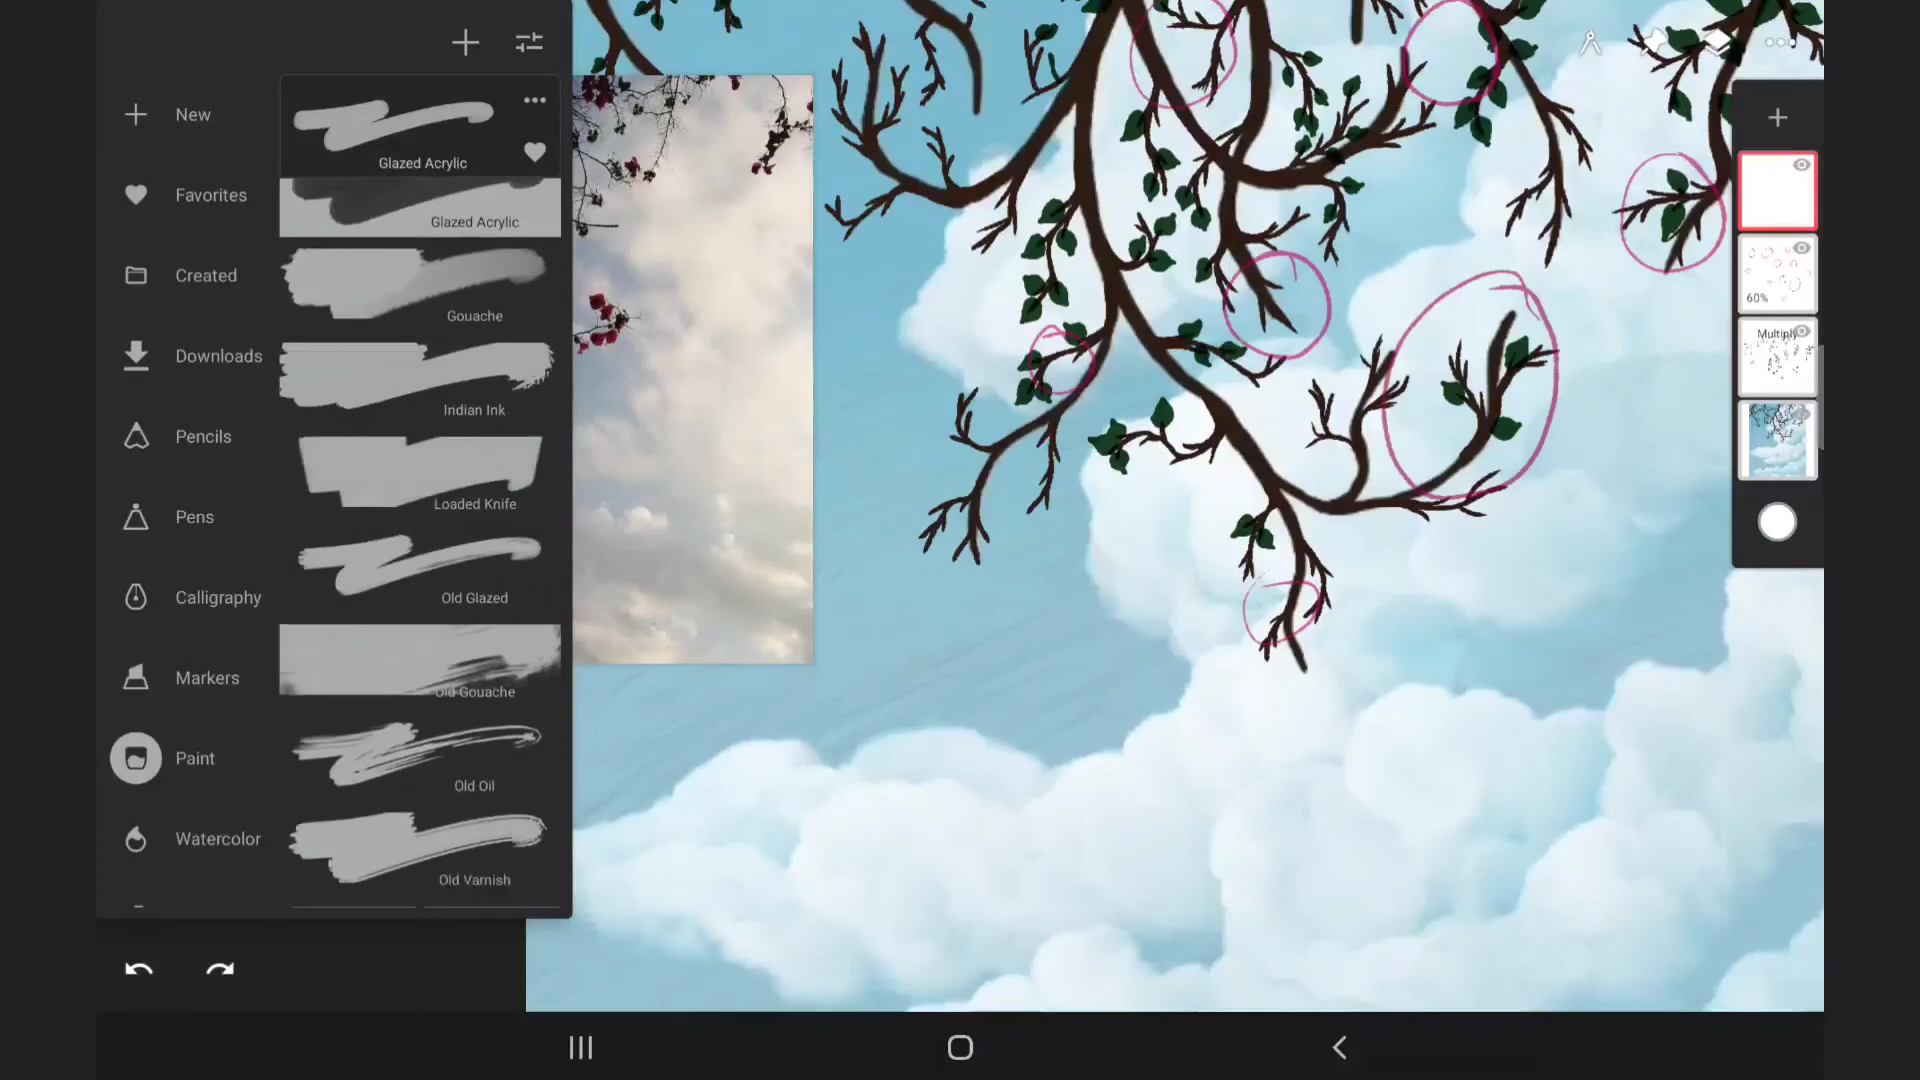 New
Favorites
Created
Downloads
Pencils
Pens
Calligraphy
Markers
Paint
Watercolor
Glazed Acrylic
Glazed Acrylic
Gouache
Indian Ink
Loaded Knife
Old Glazed
Old Gouache
Old Oil
Old Varnish
60%
Multiply